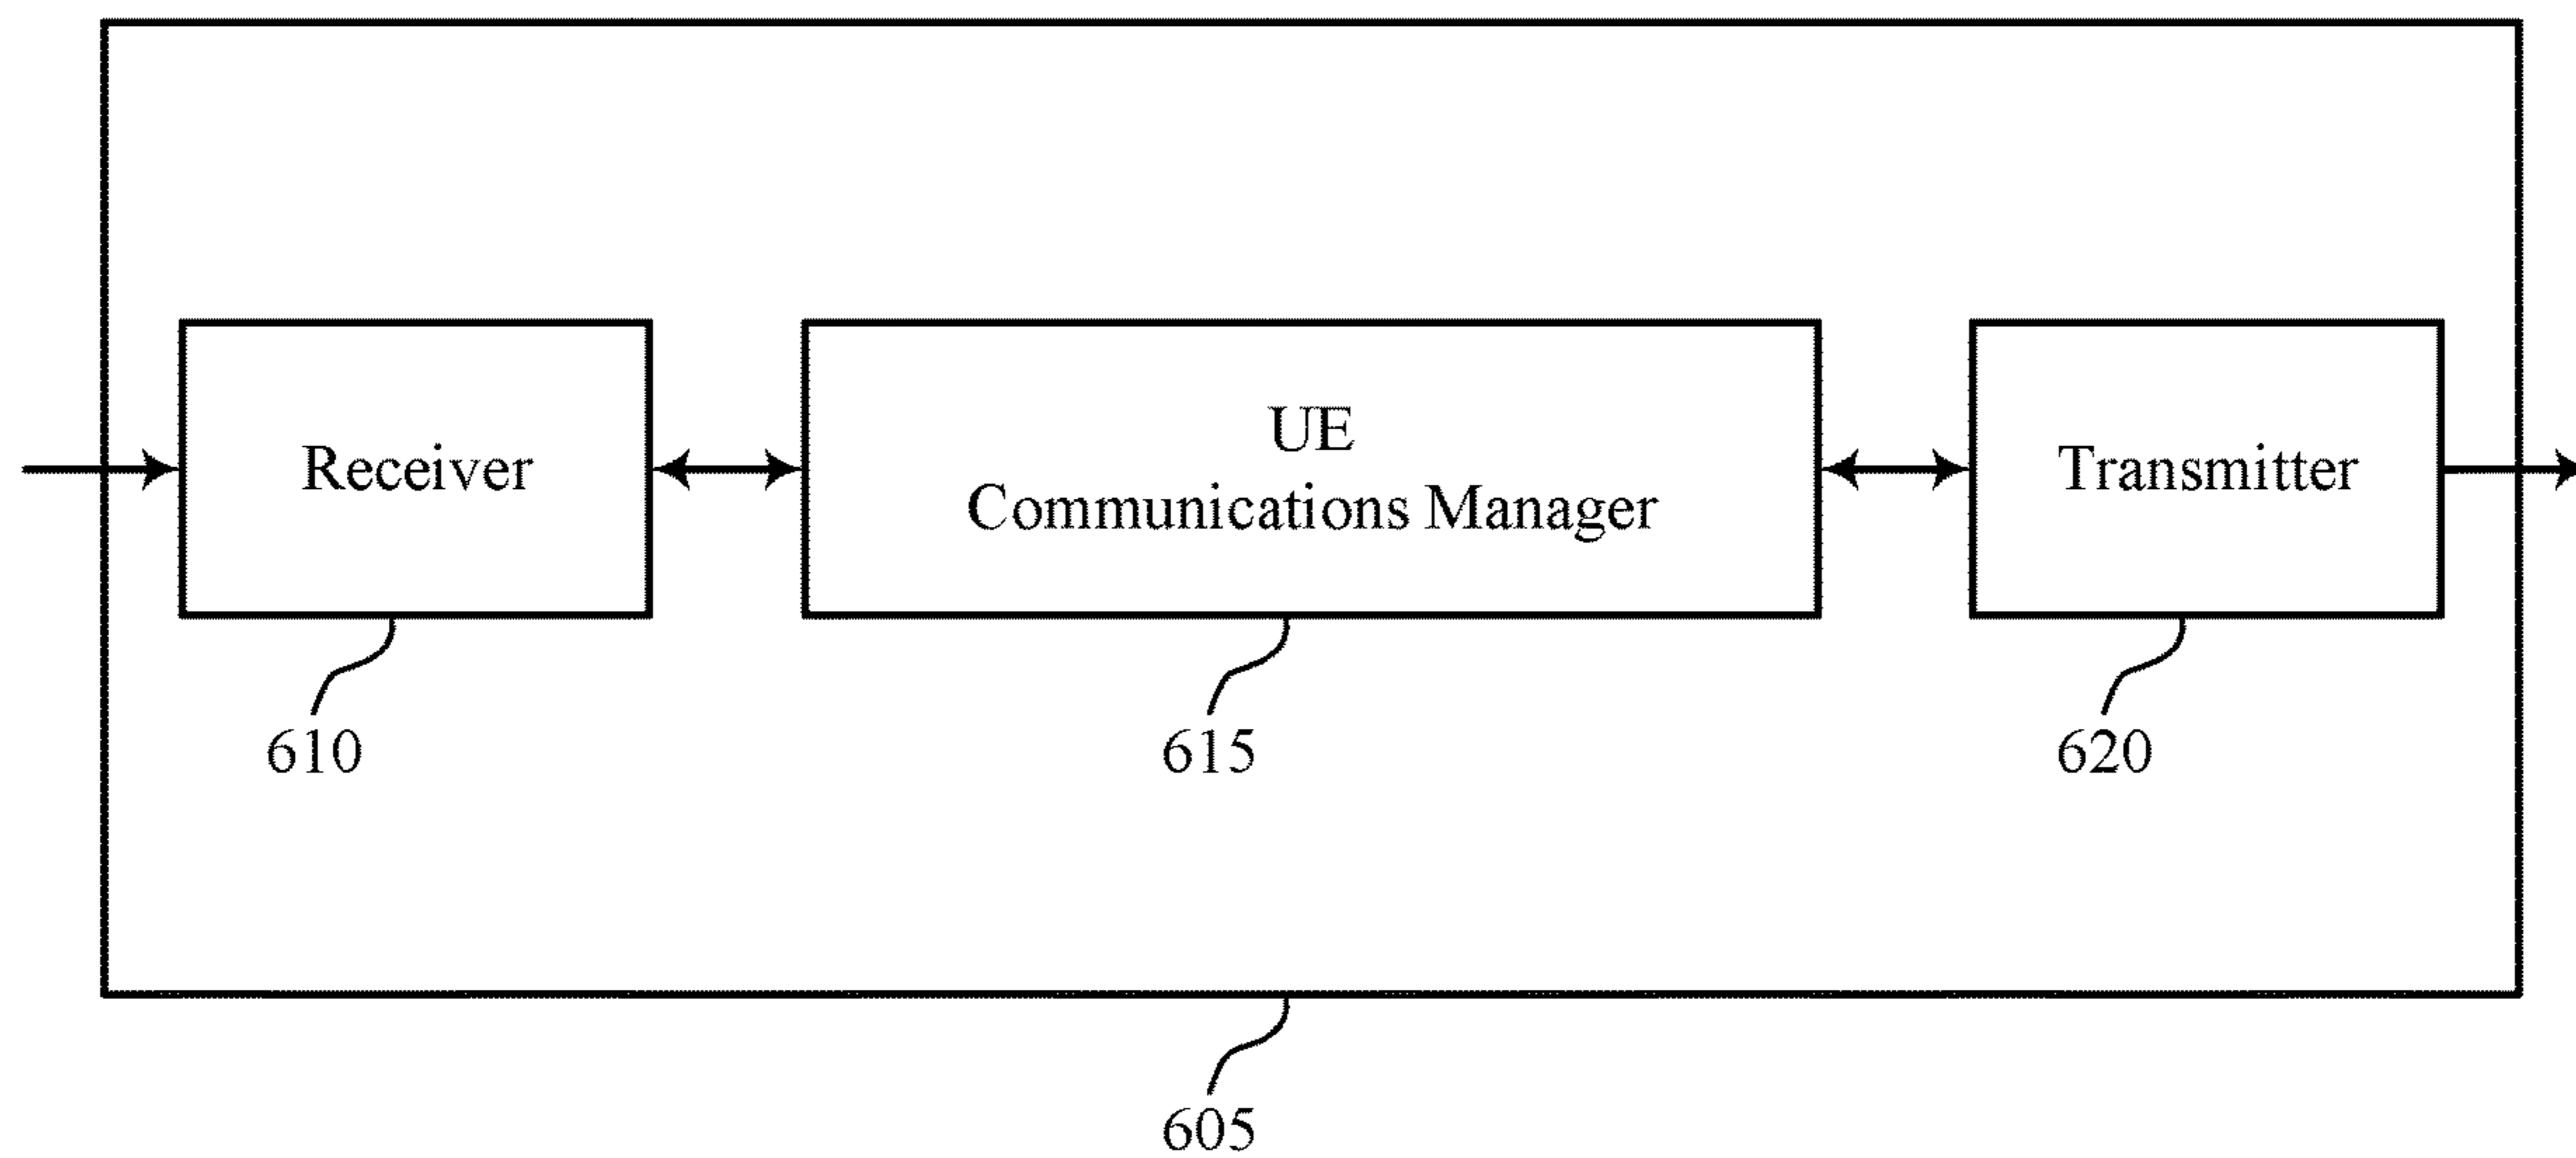 Receiver
UE
Communications Manager
Transmitter
610
615
620
605